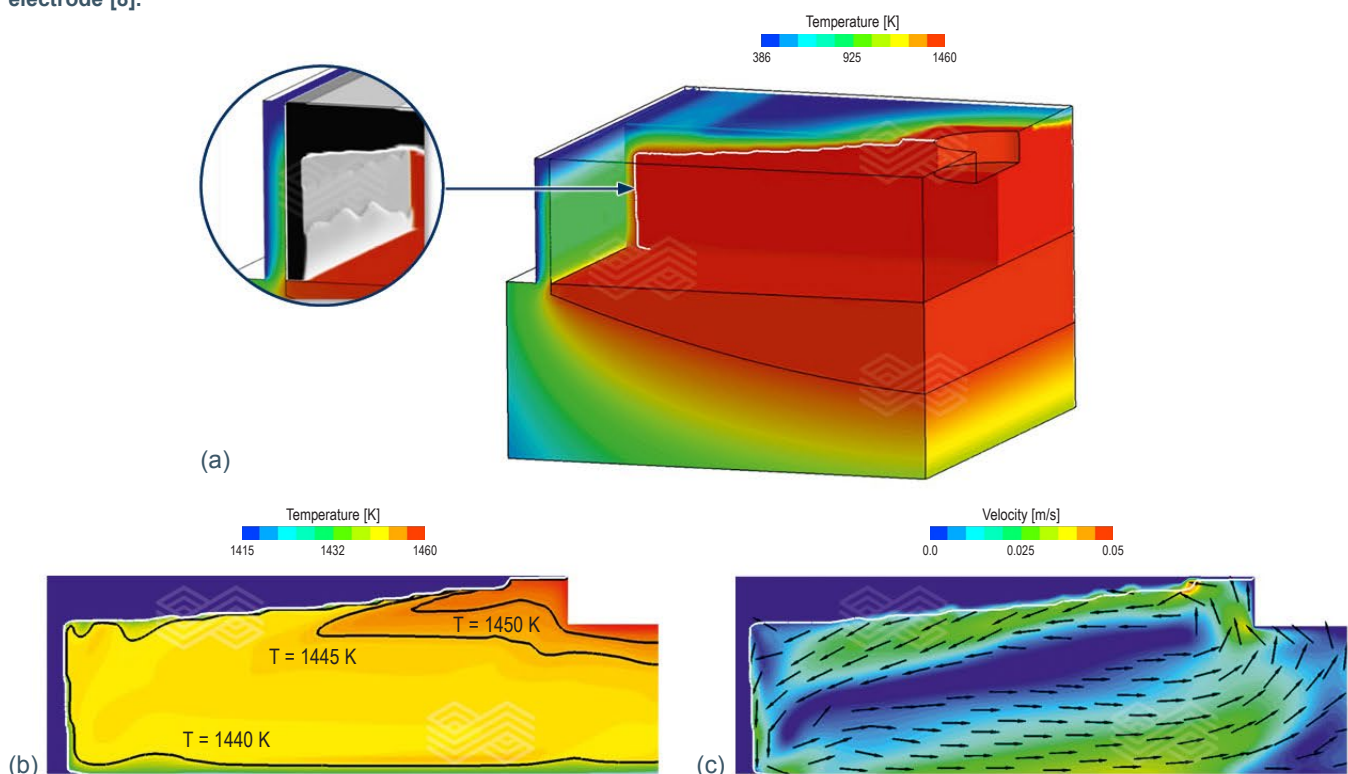 electrode [8].
Temperature [K]
386 925 1460
(a)
Temperature [K]
1415 1432 1460
T = 1450 K
T = 1445 K
T = 1440 K
(b)
Velocity [m/s]
0.0 0.025 0.05
(c)